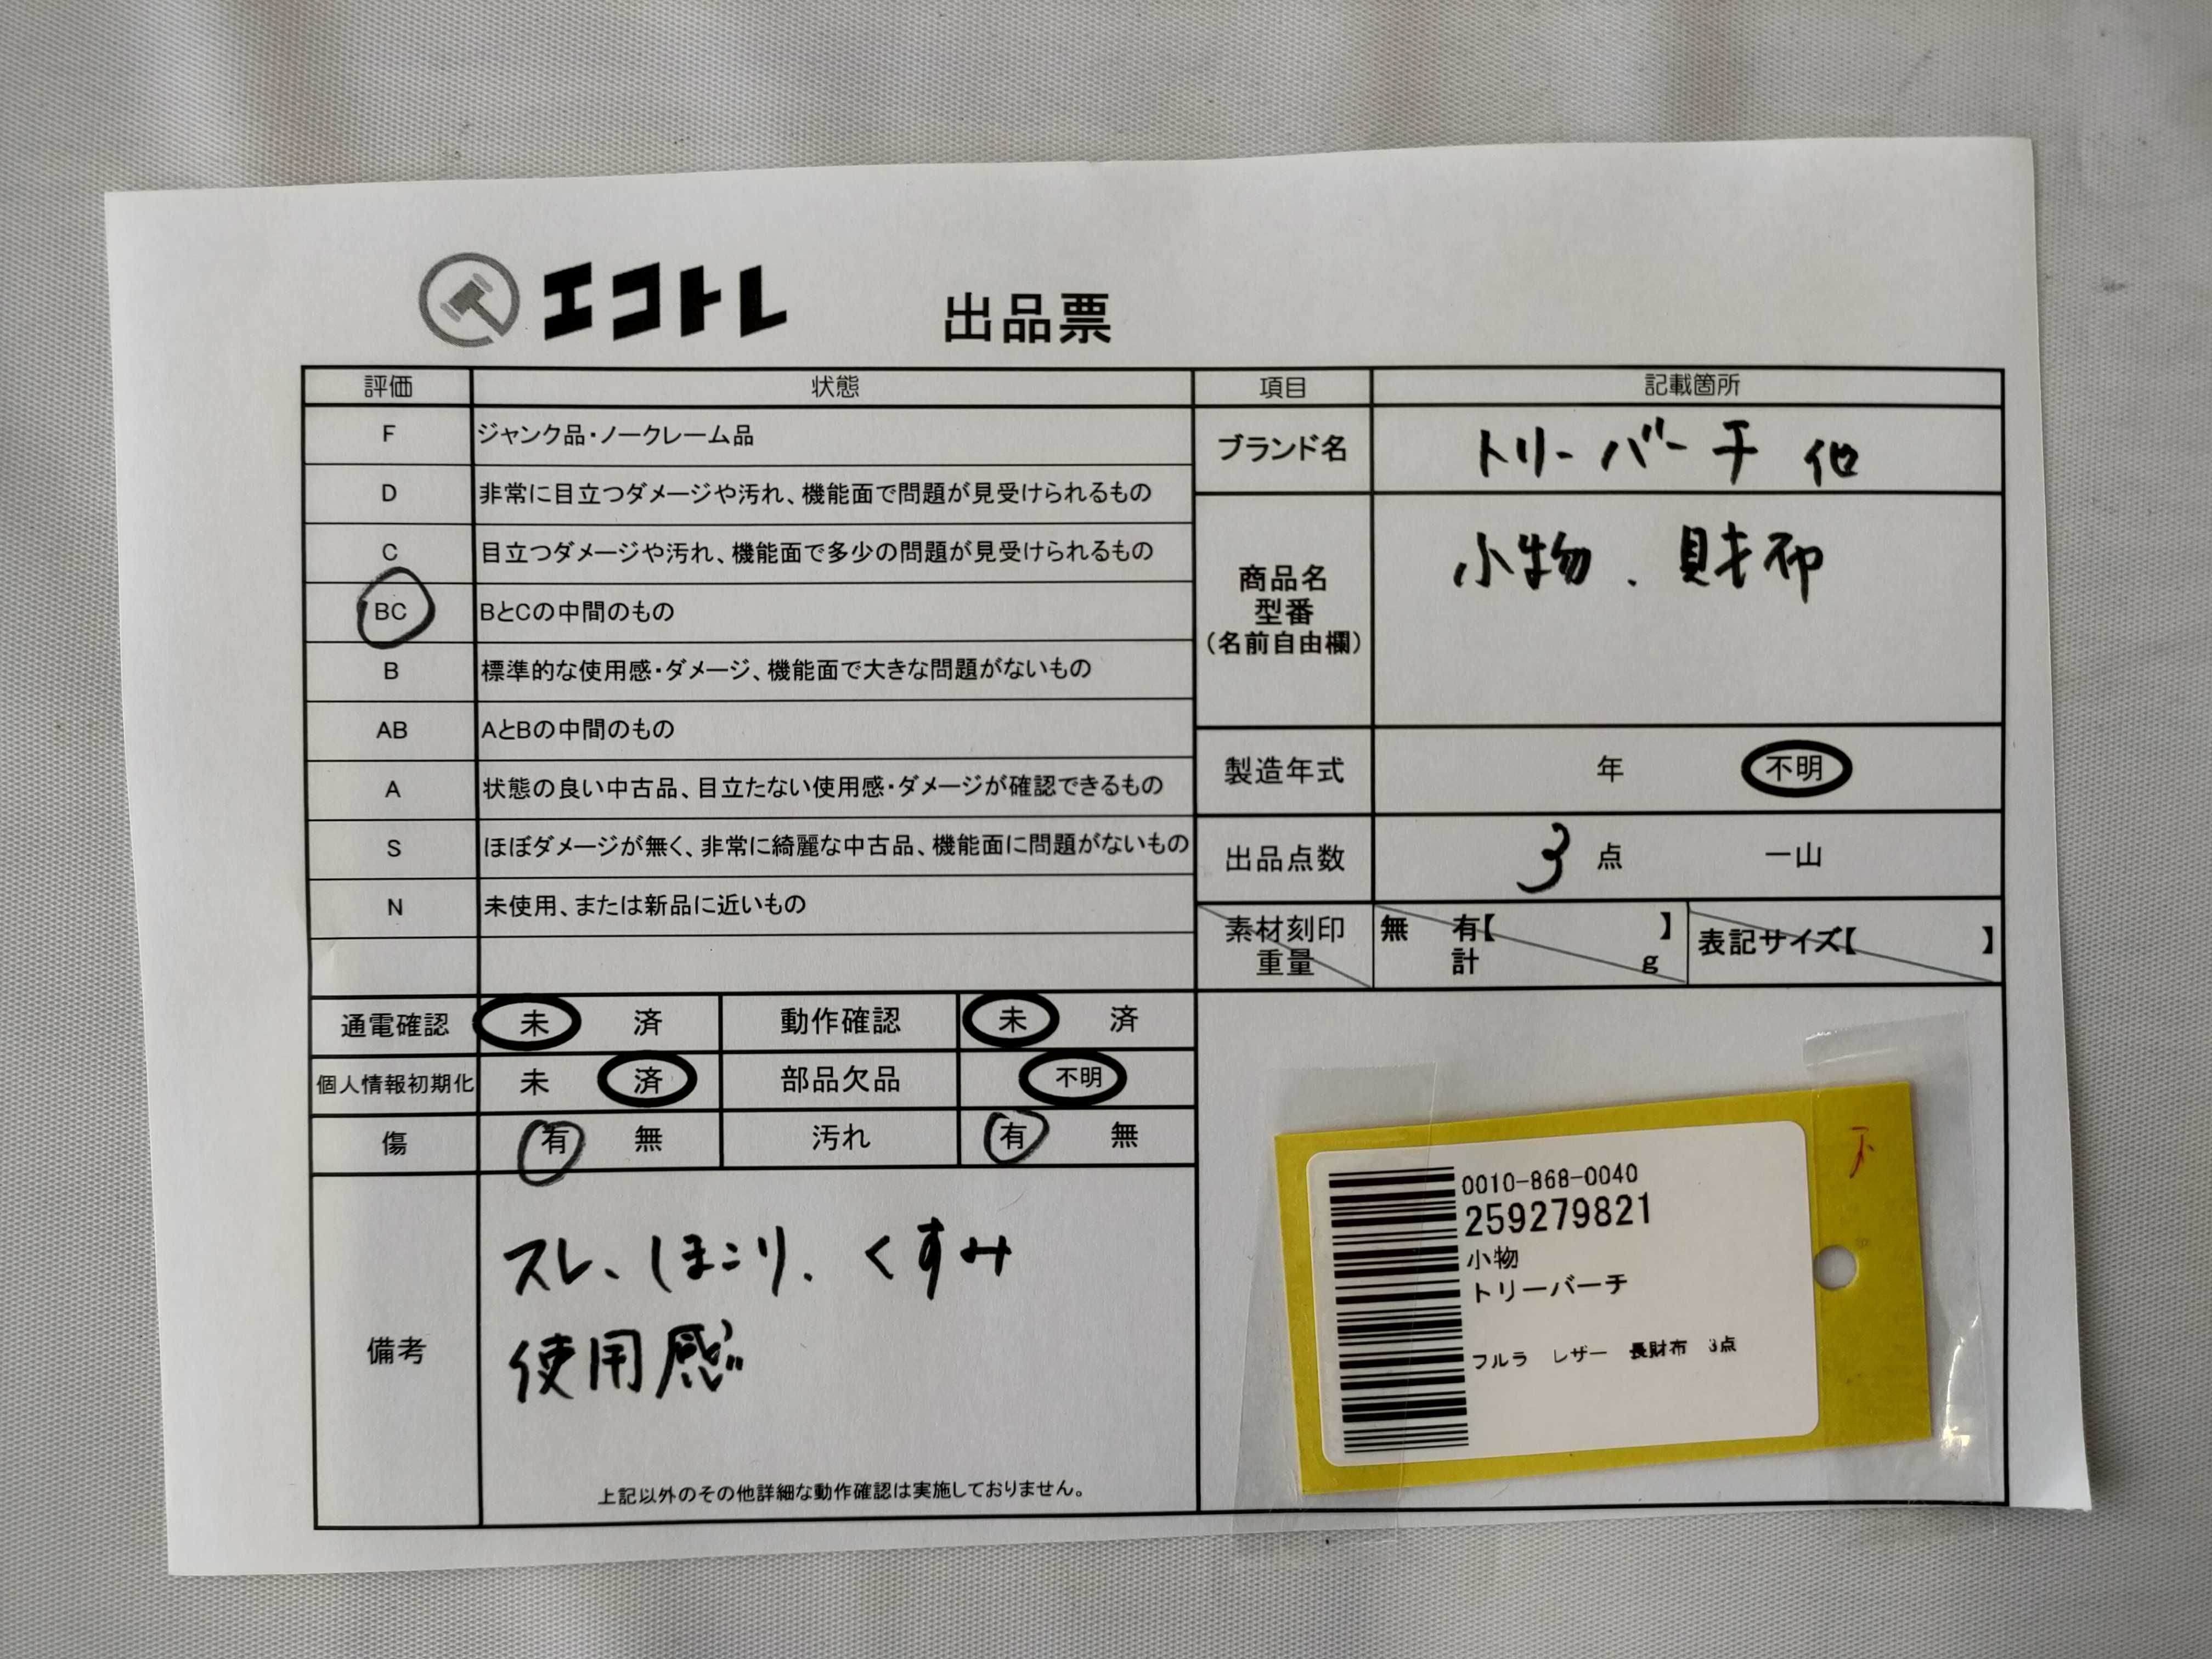 エコトレ 出品票
評価 状態
F ジャンク品・ノークレーム品
D 非常に目立つダメージや汚れ、機能面で問題が見受けられるもの
C 目立つダメージや汚れ、機能面で多少の問題が見受けられるもの
BC BとCの中間のもの
B 標準的な使用感・ダメージ、機能面で大きな問題がないもの
AB AとBの中間のもの
A 状態の良い中古品、目立たない使用感・ダメージが確認できるもの
S ほぼダメージが無く、非常に綺麗な中古品、機能面に問題がないもの
N 未使用、または新品に近いもの
通電確認 未 済 動作確認 未 済
個人情報初期化 未 済 部品欠品 不明
傷 有 無 汚れ 有 無
備考
スレ、しほこり、くすみ
使用感
上記以外のその他詳細な動作確認は実施しておりません。
項目 記載箇所
ブランド名 トリーバーチ 他
商品名
型番
(名前自由欄)
小物、財布
製造年式 年 不明
出品点数 3 点 一山
素材刻印 無 有【 】 表記サイズ【 】
重量 計 g
0010-868-0040
259279821
小物
トリーバーチ
フルラ レザー 長財布 3点